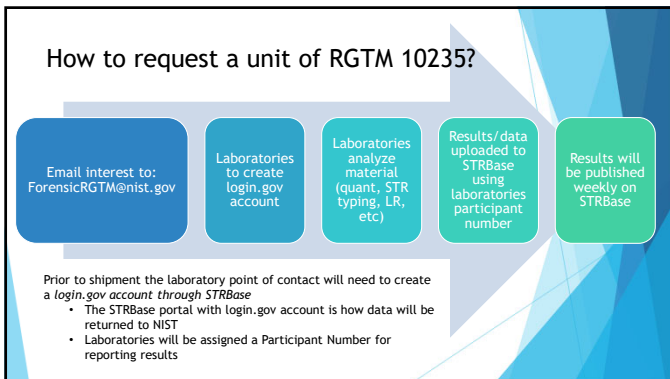 How to request a unit of RGTM 10235?
Email interest to:
ForensicRGTM@nist.gov
Laboratories
to create
login.gov
account
Laboratories
analyze
material
(quant, STR
typing, LR,
etc)
Results/data
uploaded to
STRBase
using
laboratories
participant
number
Results will
be published
weekly on
STRBase
Prior to shipment the laboratory point of contact will need to create
a login.gov account through STRBase
• The STRBase portal with login.gov account is how data will be
returned to NIST
• Laboratories will be assigned a Participant Number for
reporting results